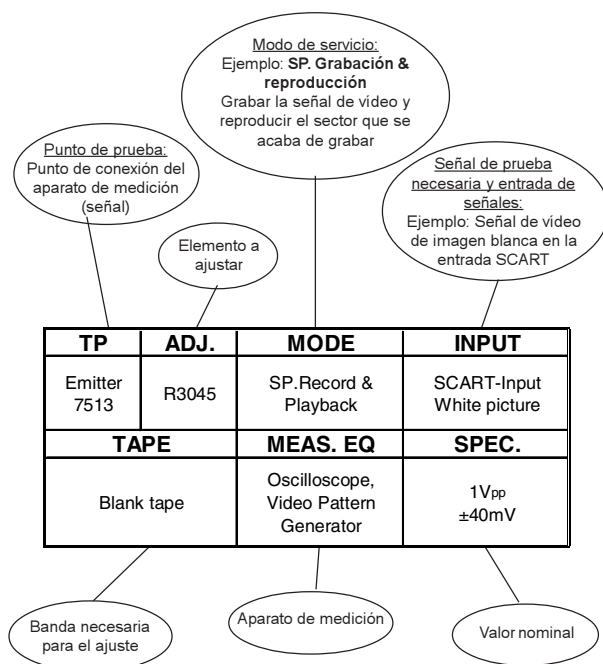 Modo de servicio:
Ejemplo: SP. Grabación &
reproducción
Grabar la señal de vídeo y
reproducir el sector que se
acaba de grabar
Punto de prueba:
Punto de conexión del
aparato de medición
(señal)
Señal de prueba
necesaria y entrada de
señales:
Ejemplo: Señal de video
de imagen blanca en la
entrada SCART
Elemento a
ajustar
TP ADJ. MODE INPUT
Emitter
7513
R3045
SP.Record &
Playback
SCART-Input
White picture
TAPE MEAS. EQ SPEC.
Blank tape
Oscilloscope,
Video Pattern
Generator
1Vpp
±40mV
Banda necesaria
para el ajuste
Aparato de medición
Valor nominal